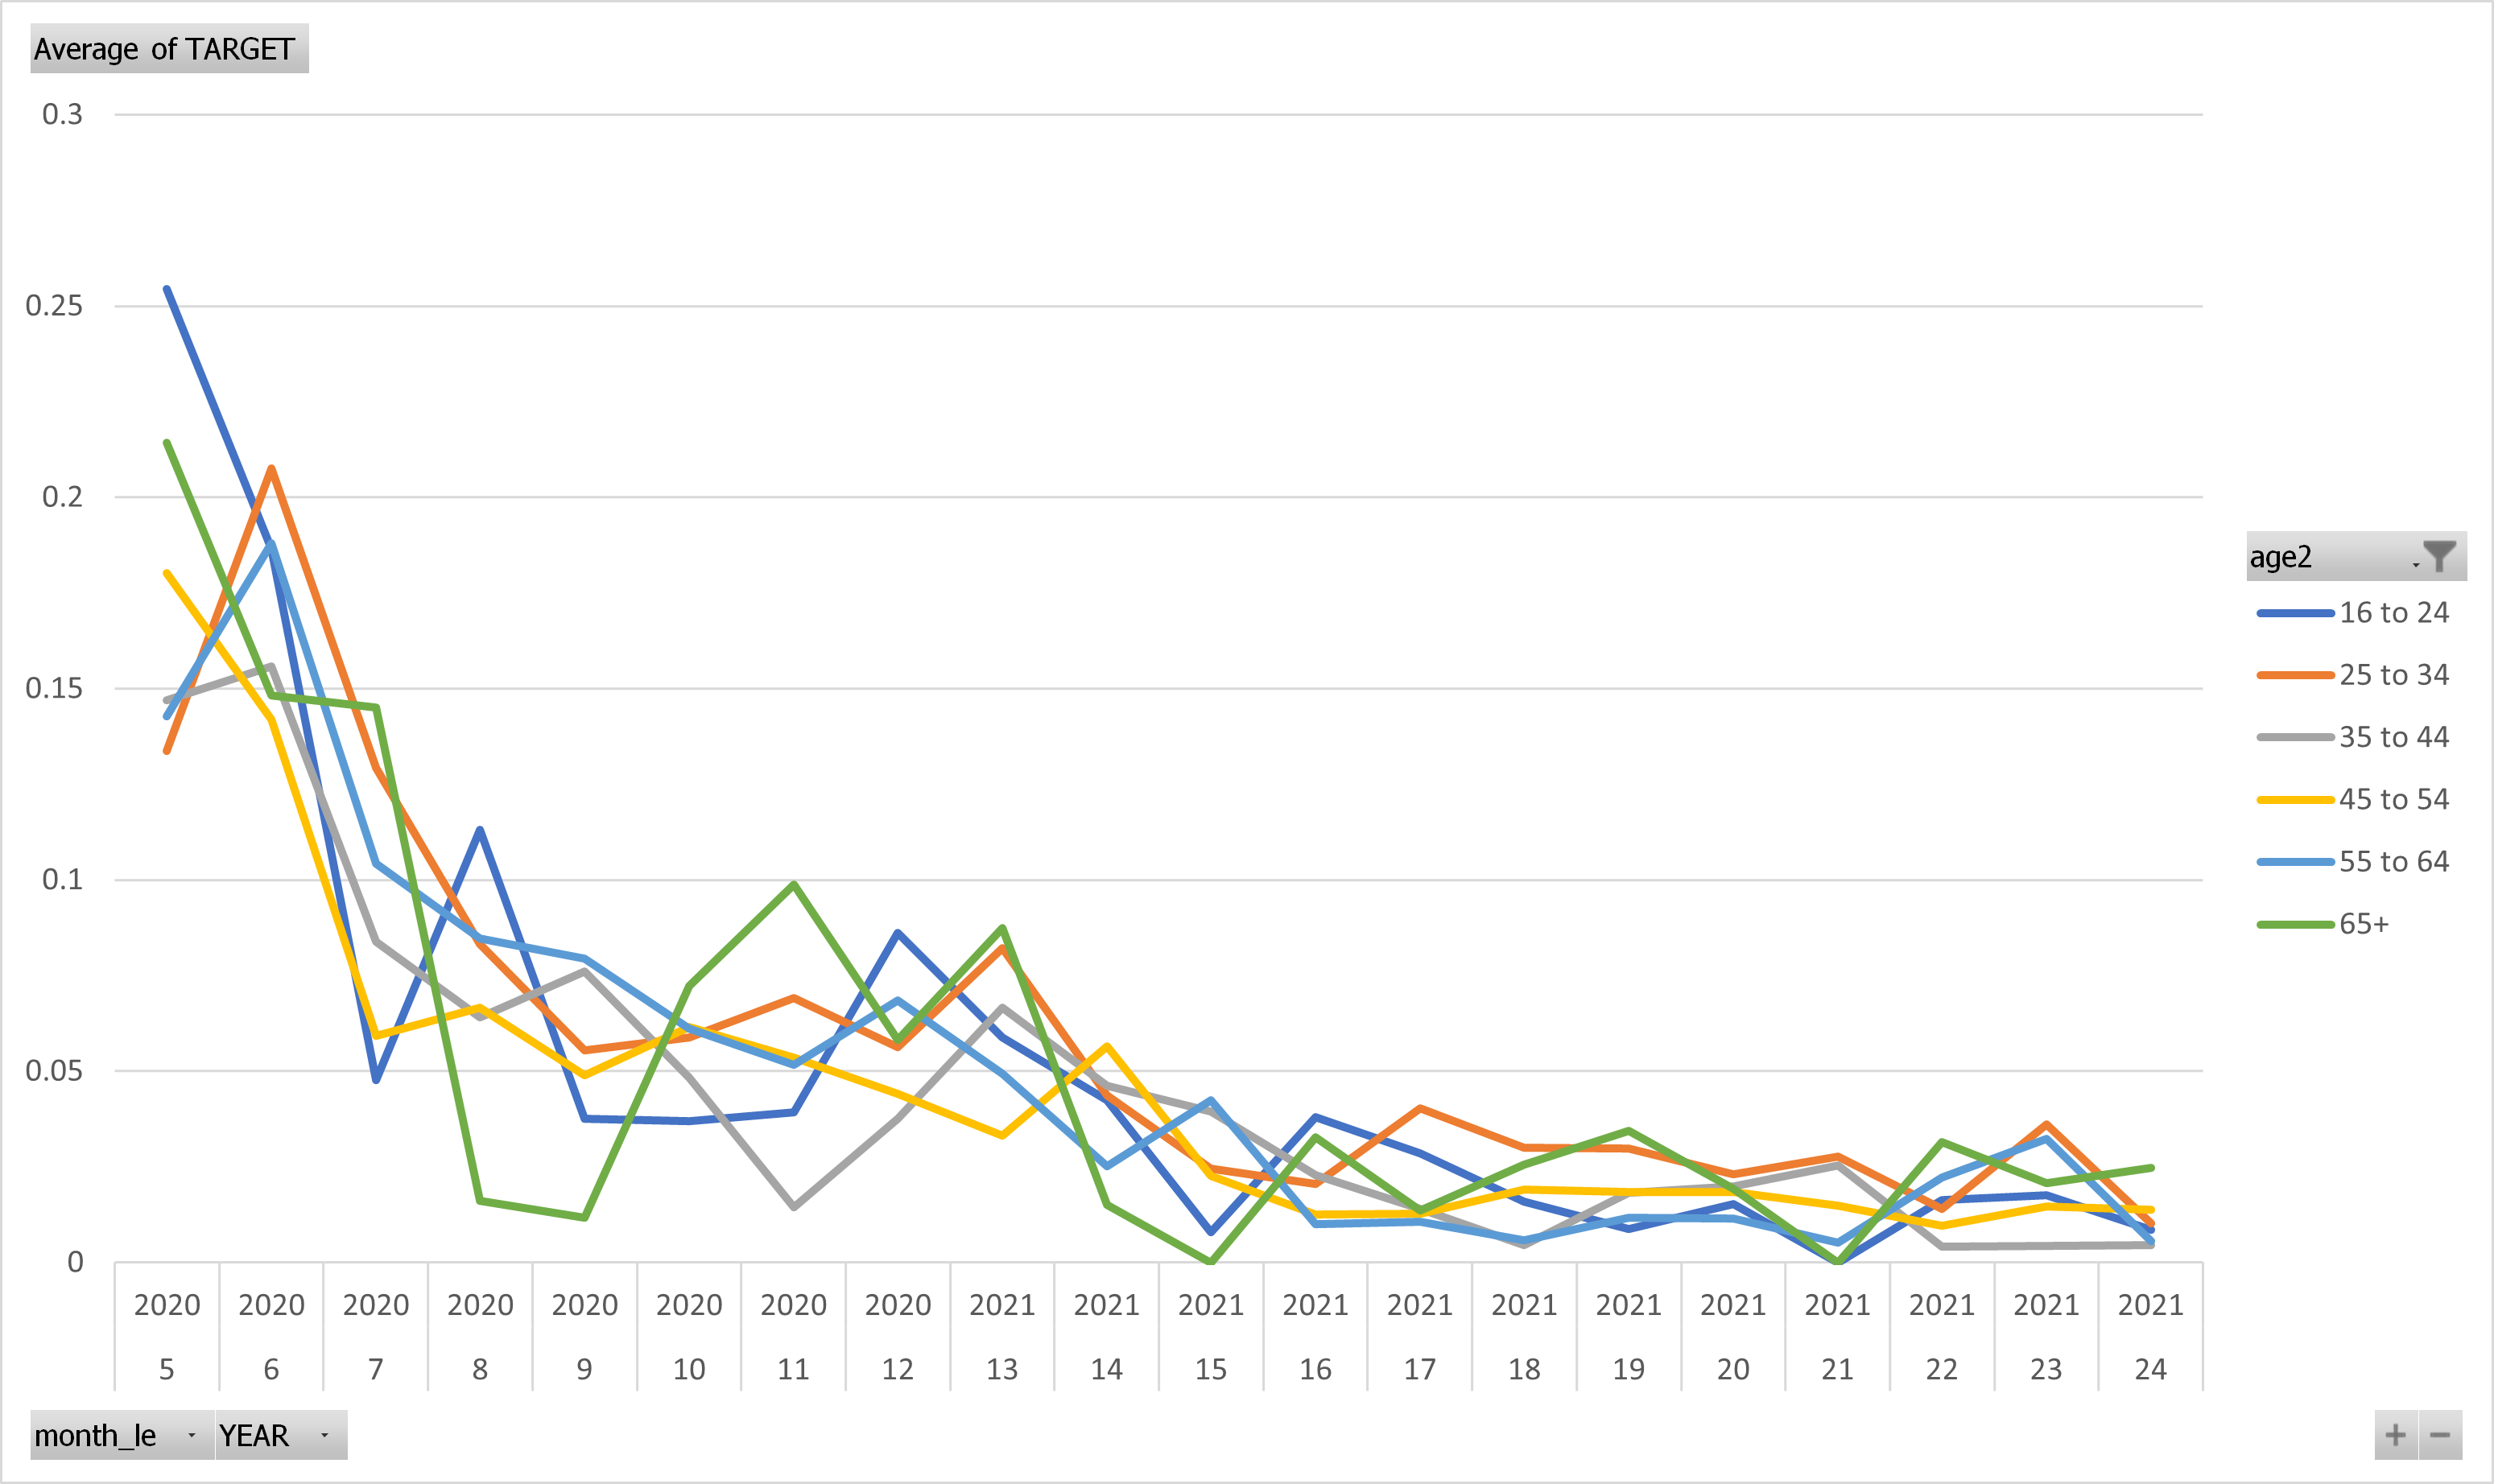 Average of TARGET
0.3
0.25
0.2
0.15
0.1
0.05
0
2020 2020 2020 2020 2020 2020 2020 2020 2021 2021 2021 2021 2021 2021 2021 2021 2021 2021 2021 2021
5 6 7 8 9 10 11 12 13 14 15 16 17 18 19 20 21 22 23 24
age2
16 to 24
25 to 34
35 to 44
45 to 54
55 to 64
65+
month_le YEAR